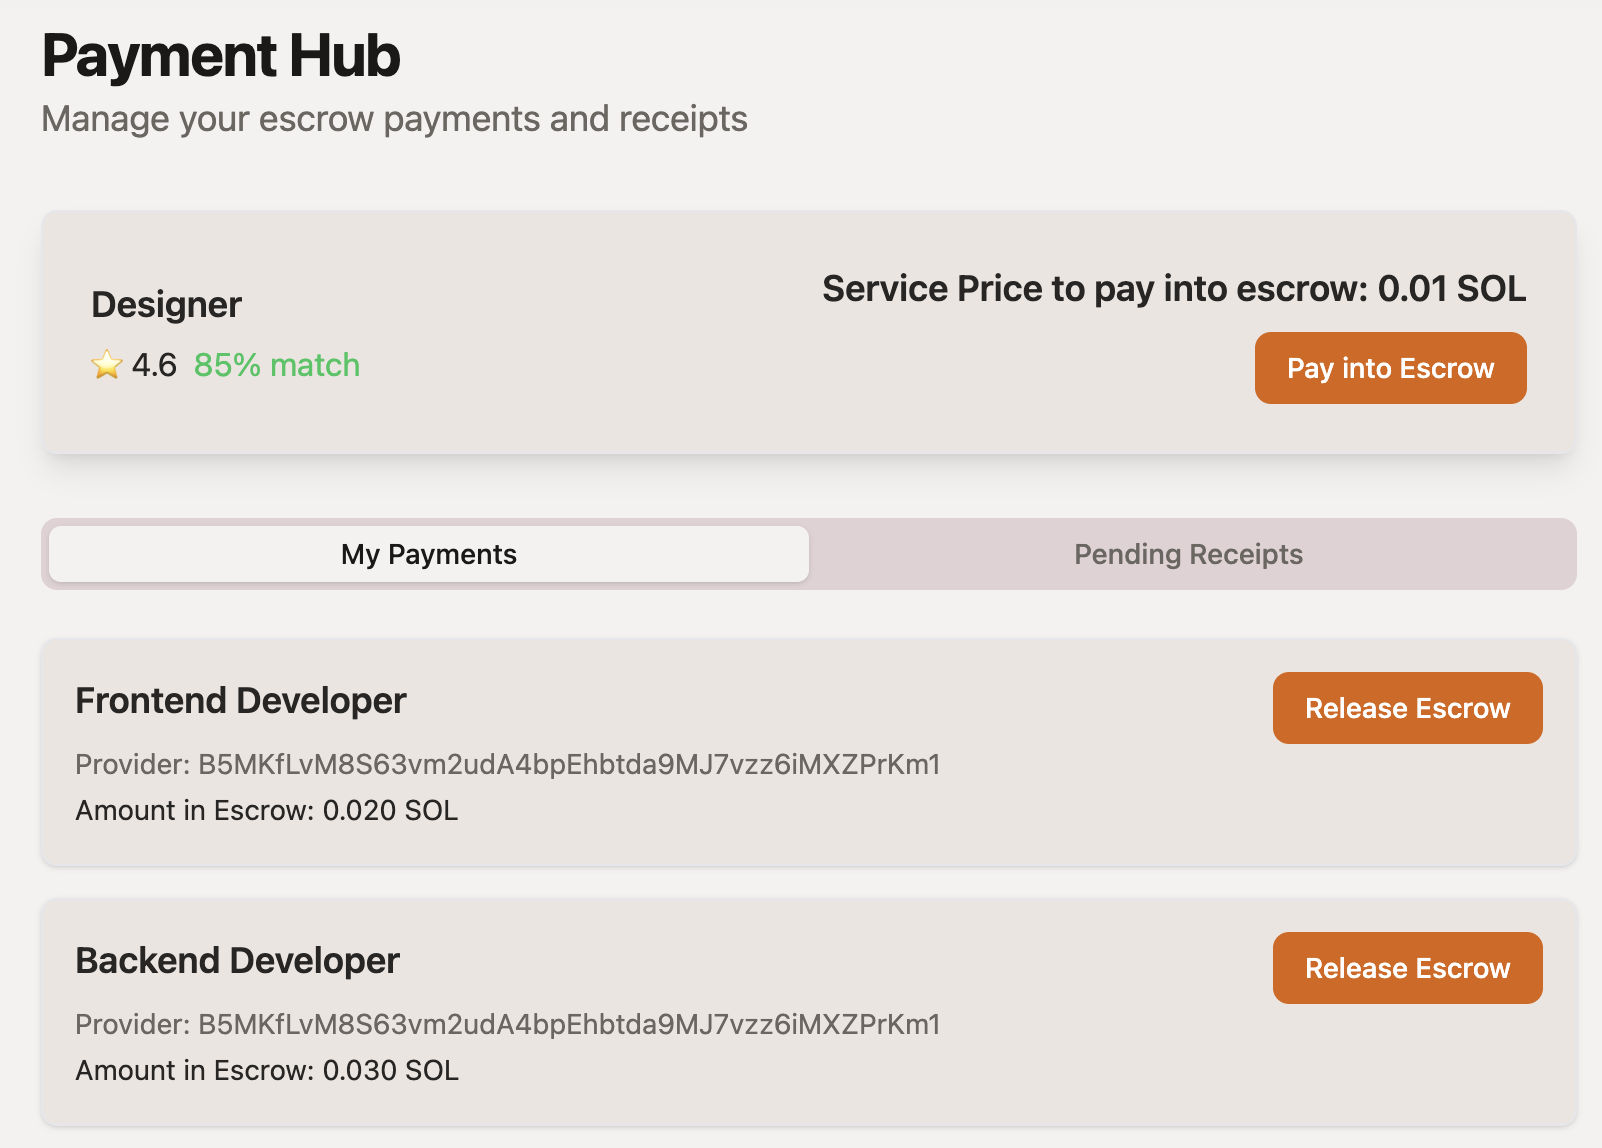 Payment Hub
Manage your escrow payments and receipts
Designer
Service Price to pay into escrow: 0.01 SOL
⭐ 4.6 85% match
Pay into Escrow
My Payments
Pending Receipts
Frontend Developer
Release Escrow
Provider: B5MKfLvM8S63vm2udA4bpEhbtda9MJ7vzz6iMXZPrKm1
Amount in Escrow: 0.020 SOL
Backend Developer
Release Escrow
Provider: B5MKfLvM8S63vm2udA4bpEhbtda9MJ7vzz6iMXZPrKm1
Amount in Escrow: 0.030 SOL